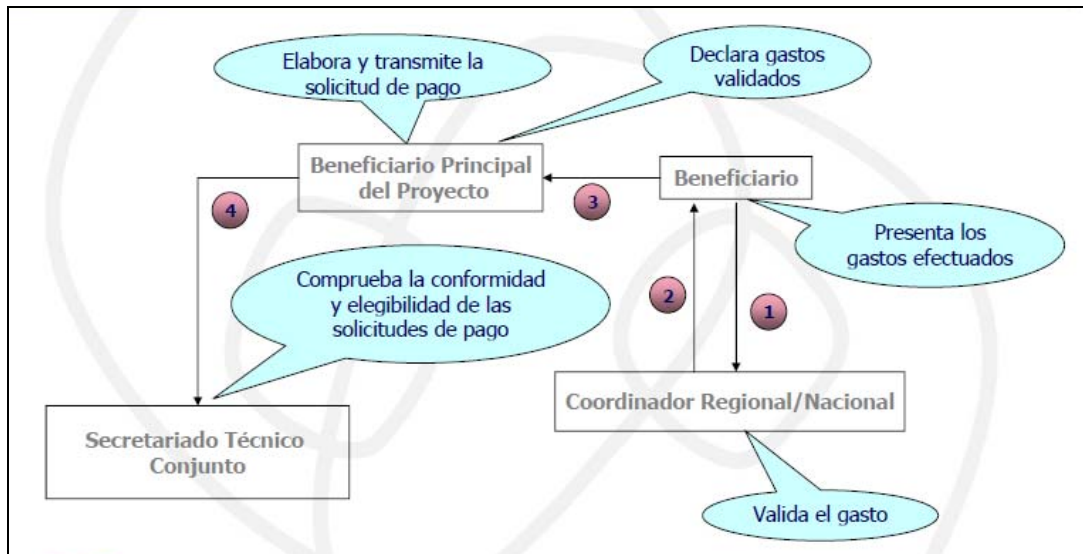 Elabora y transmite la
solicitud de pago
Declara gastos
validados
Beneficiario Principal
del Proyecto
Beneficiario
3
4
Presenta los
gastos efectuados
Comprueba la conformidad
y elegibilidad de las
solicitudes de pago
2
1
Coordinador Regional/Nacional
Secretariado Técnico
Conjunto
Valida el gasto